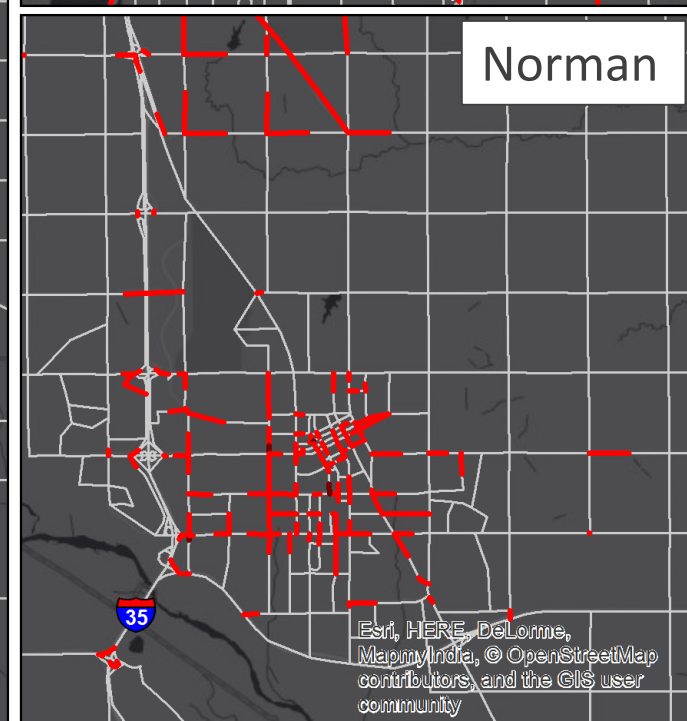 Norman
35
Esri, HERE, DeLorme,
MapmyIndia, © OpenStreetMap
contributors, and the GIS user
community